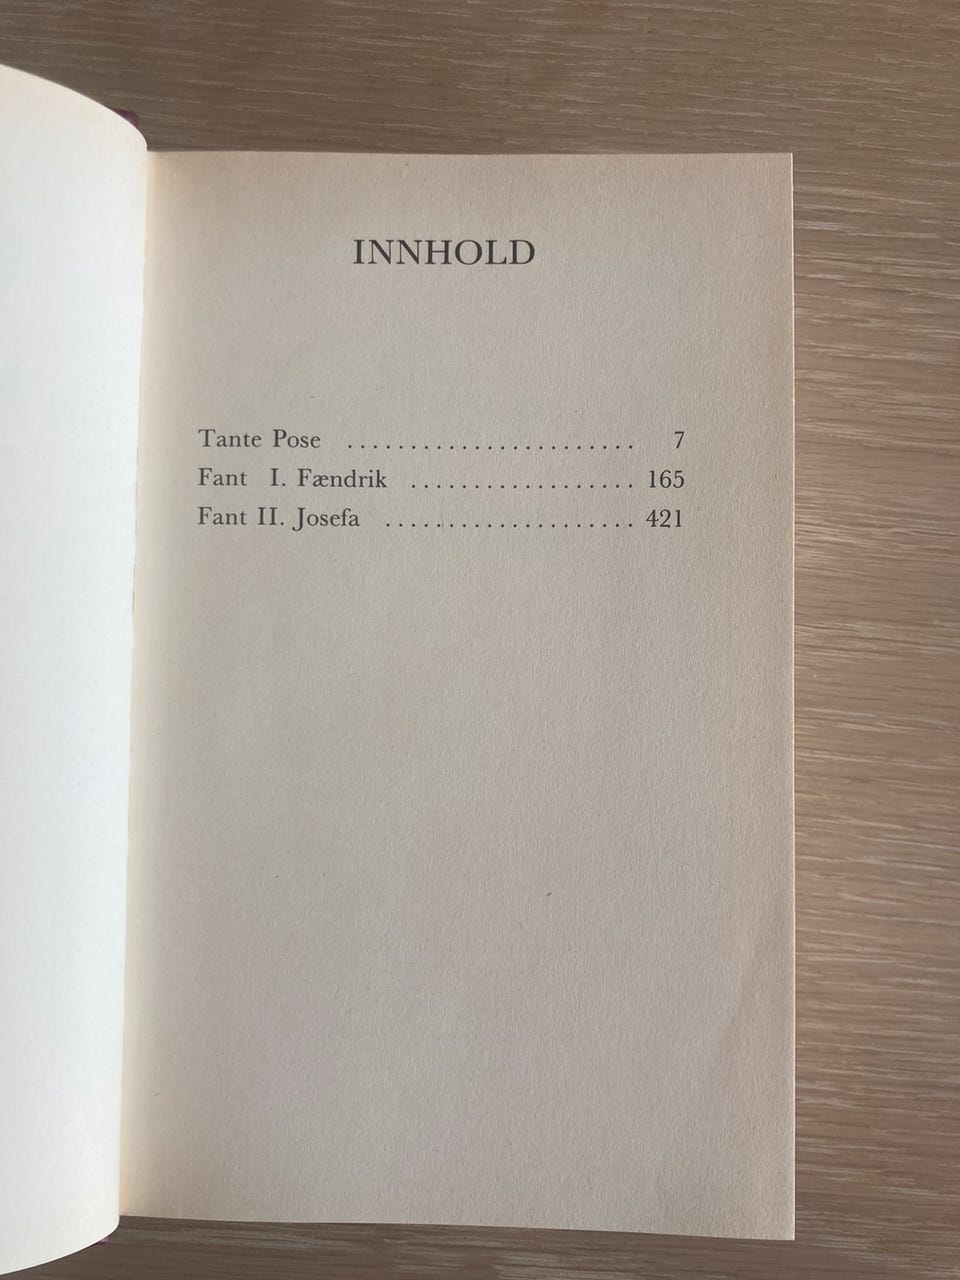 INNHOLD
Tante Pose ....................... 7
Fant I. Fændrik .................. 165
Fant II. Josefa .................... 421